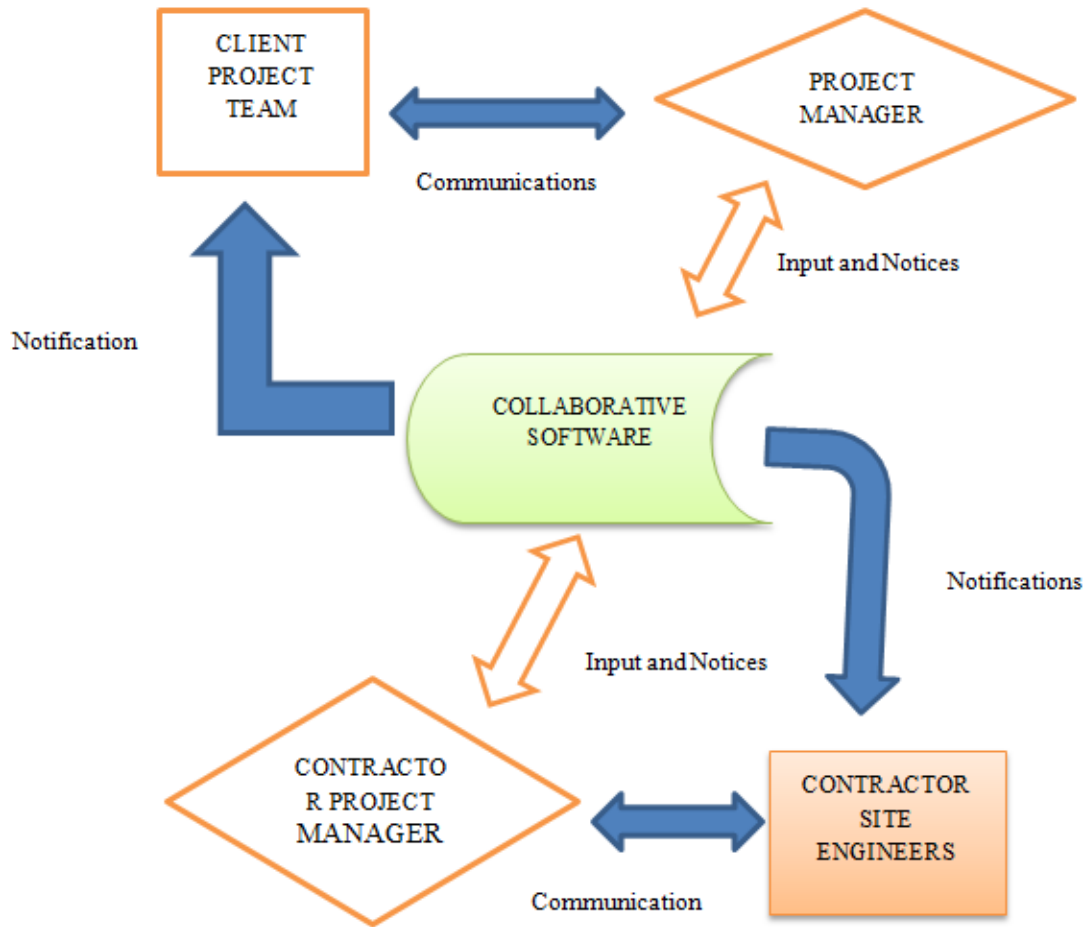 CLIENT
PROJECT
TEAM
PROJECT
MANAGER
Communications
Input and Notices
Notification
COLLABORATIVE
SOFTWARE
Notifications
Input and Notices
CONTRACTO
R PROJECT
MANAGER
CONTRACTOR
SITE
ENGINEERS
Communication